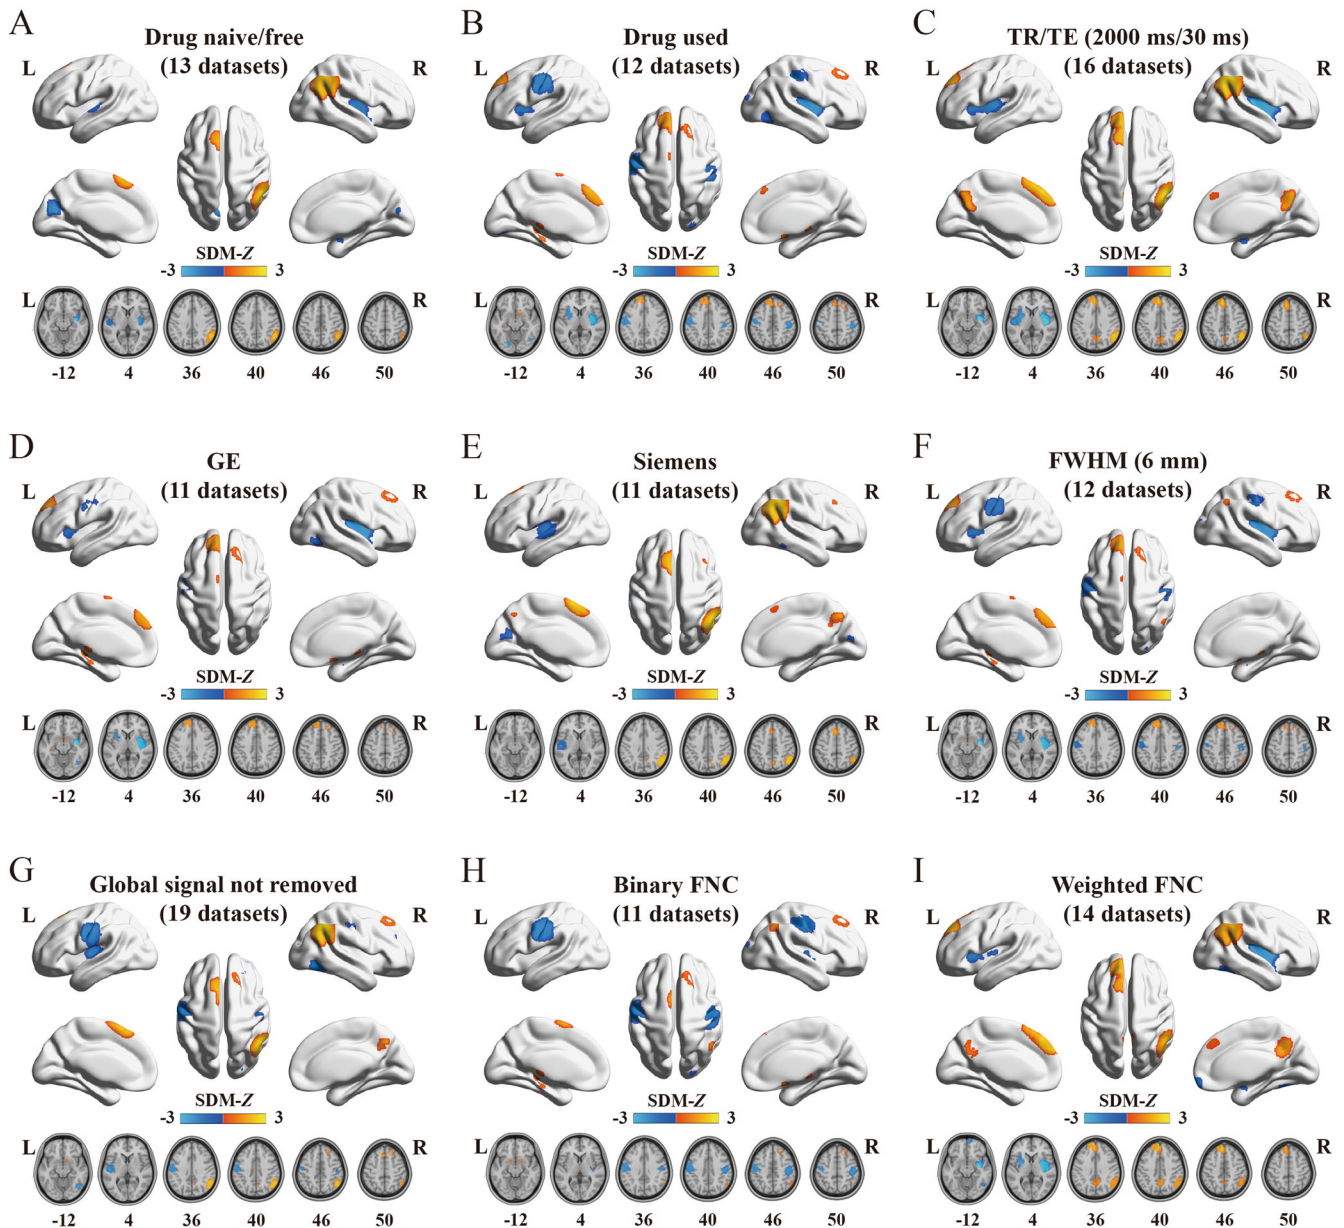 A
Drug naive/free
(13 datasets)
L
R
SDM-Z
-3
3
L
R
-12 4 36 40 46 50
B
Drug used
(12 datasets)
L
R
SDM-Z
-3
3
L
R
-12 4 36 40 46 50
C
TR/TE (2000 ms/30 ms)
(16 datasets)
L
R
SDM-Z
-3
3
L
R
-12 4 36 40 46 50
D
GE
(11 datasets)
L
R
SDM-Z
-3
3
L
R
-12 4 36 40 46 50
E
Siemens
(11 datasets)
L
R
SDM-Z
-3
3
L
R
-12 4 36 40 46 50
F
FWHM (6 mm)
(12 datasets)
L
R
SDM-Z
-3
3
L
R
-12 4 36 40 46 50
G
Global signal not removed
(19 datasets)
L
R
SDM-Z
-3
3
L
R
-12 4 36 40 46 50
H
Binary FNC
(11 datasets)
L
R
SDM-Z
-3
3
L
R
-12 4 36 40 46 50
I
Weighted FNC
(14 datasets)
L
R
SDM-Z
-3
3
L
R
-12 4 36 40 46 50